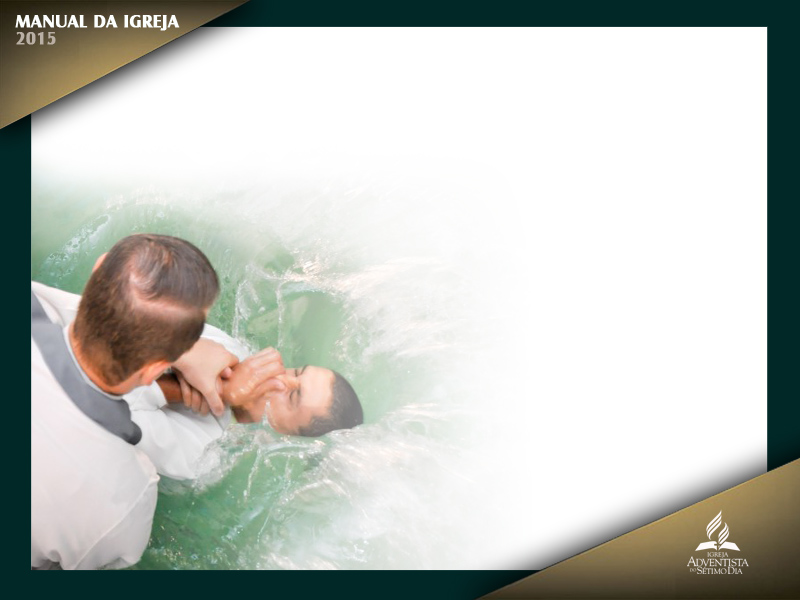 MANUAL DA IGREJA
2015
IGREJA
ADVENTISTA
DO SÉTIMO DIA